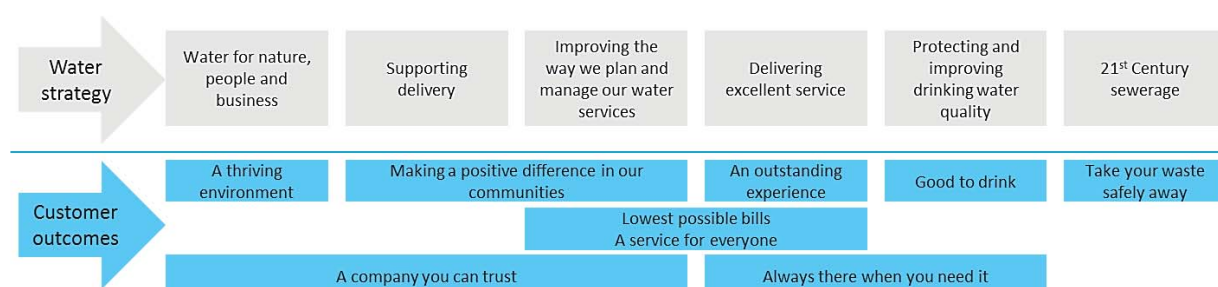 Water
strategy
Water for nature,
people and
business
Supporting
delivery
Improving the
way we plan and
manage our water
services
Delivering
excellent service
Protecting and
improving
drinking water
quality
21st Century
sewerage
Customer
outcomes
A thriving
environment
Making a positive difference in our
communities
An outstanding
experience
Good to drink
Take your waste
safely away
Lowest possible bills
A service for everyone
A company you can trust
Always there when you need it